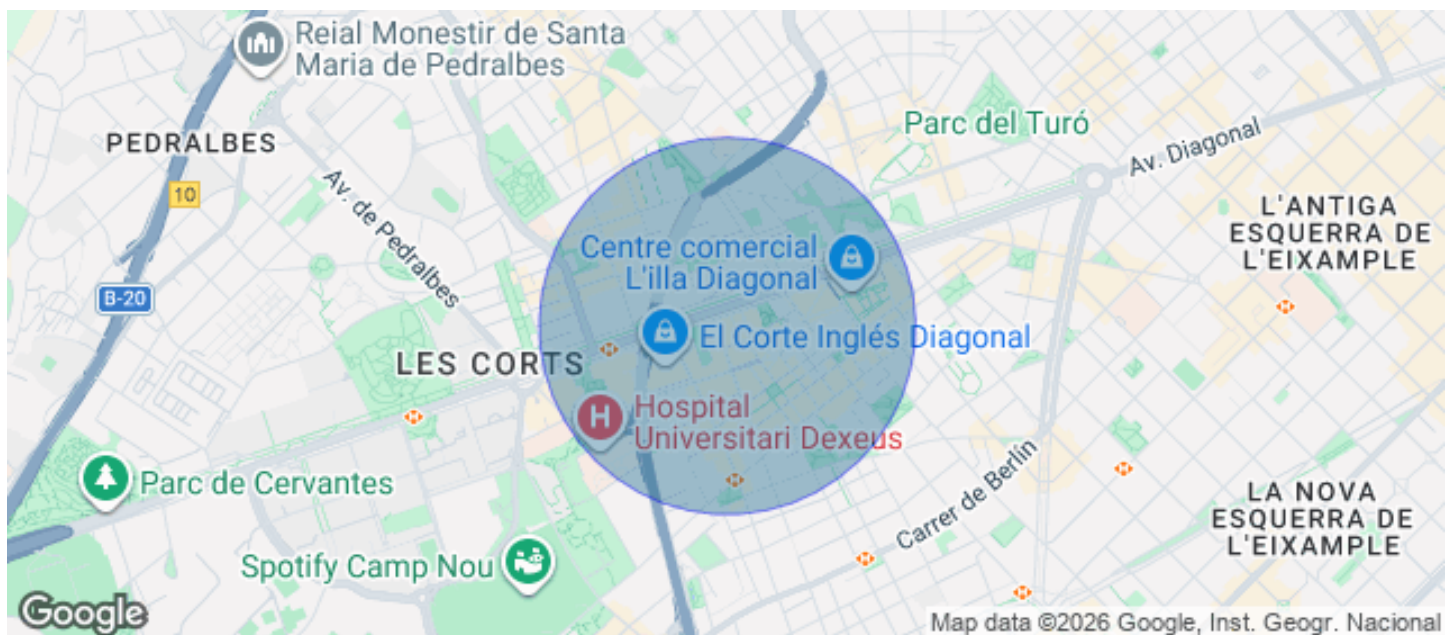 Reial Monestir de Santa
Maria de Pedralbes
PEDRALBES
10
Av. de Pedralbes
B-20
Parc del Turó
Av. Diagonal
L'ANTIGA
ESQUERRA DE
L'EIXAMPLE
Centre comercial
L'illa Diagonal
El Corte Inglés Diagonal
LES CORTS
H
Hospital
Universitari Dexeus
Parc de Cervantes
Carrer de Berlín
LA NOVA
ESQUERRA DE
L'EIXAMPLE
Spotify Camp Nou
Google
Map data ©2026 Google, Inst. Geogr. Nacional